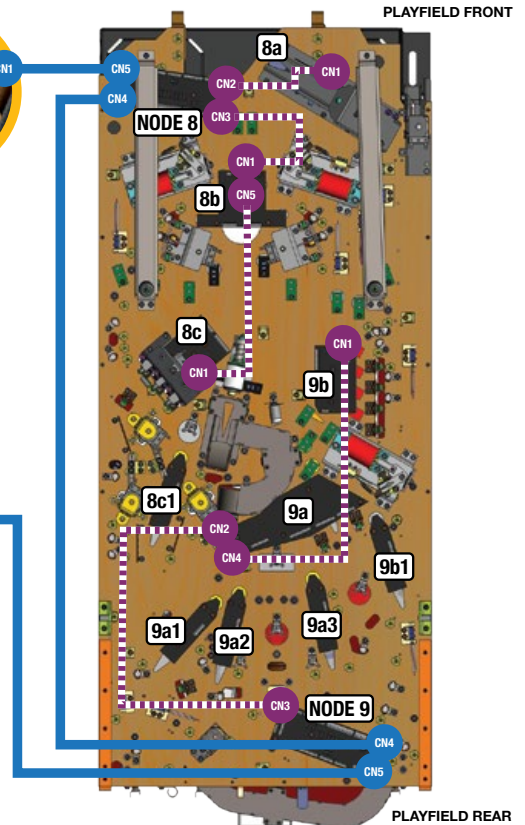 PLAYFIELD FRONT
8a
CN1
CN5
CN2
CN1
CN4
NODE 8
CN3
CN1
8b
CN5
8c
CN1
CN1
9b
8c1
9a
CN2
CN4
9b1
9a1
9a2
9a3
CN3
NODE 9
CN4
CN5
PLAYFIELD REAR